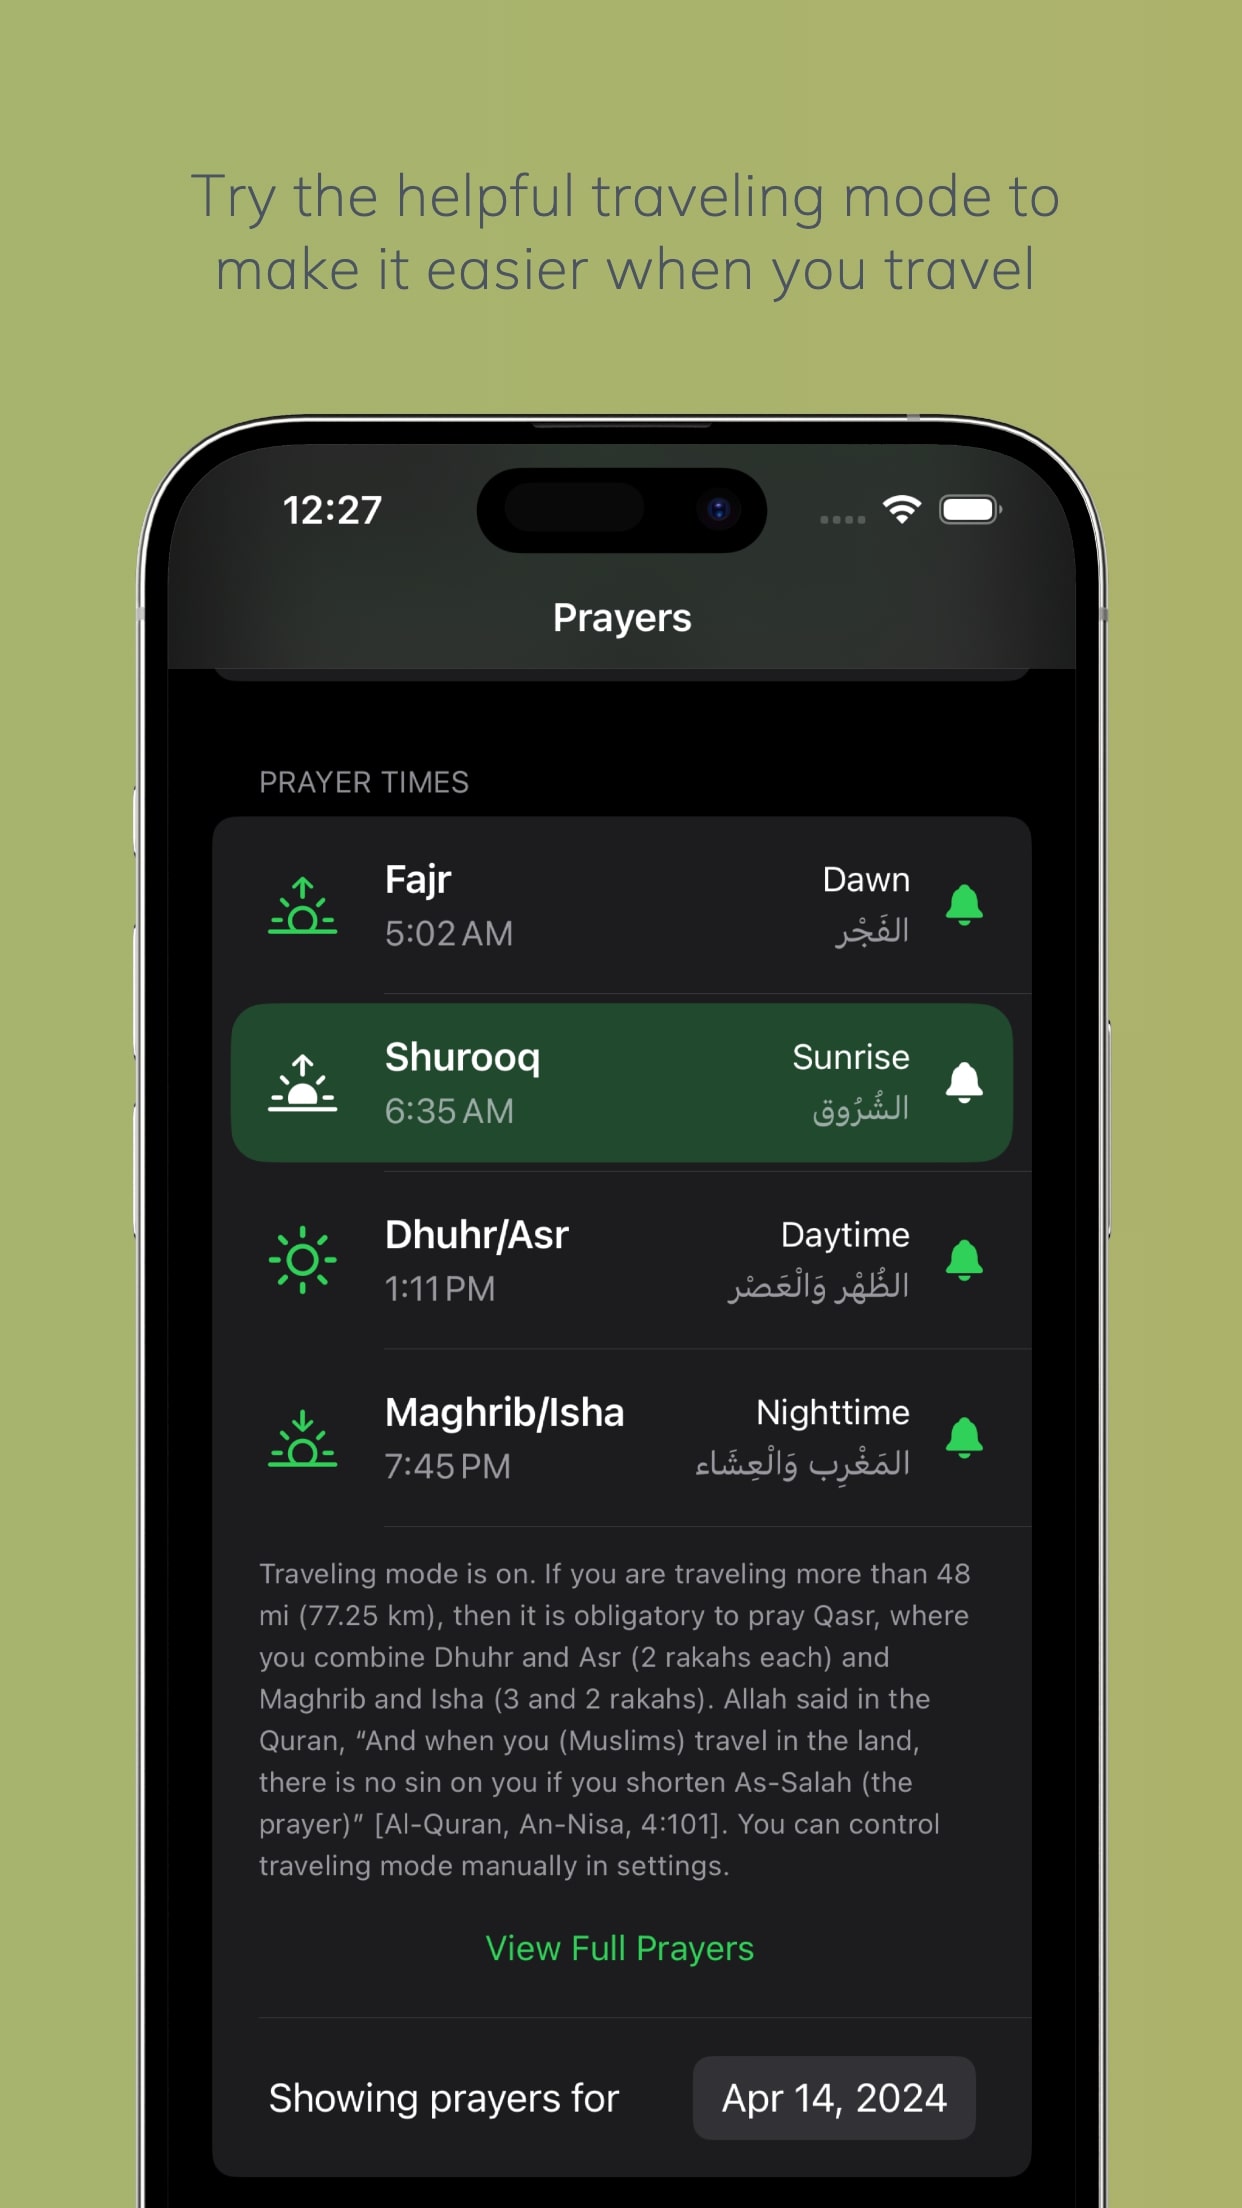 Try the helpful traveling mode to
make it easier when you travel
12:27
Prayers
PRAYER TIMES
Fajr
Dawn
5:02 AM
الفَجْر
Shurooq
Sunrise
6:35 AM
الشُرُوق
Dhuhr/Asr
Daytime
1:11 PM
الظُهْر وَالْعَصْر
Maghrib/Isha
Nighttime
7:45 PM
المَغْرِب وَالْعِشَاء
Traveling mode is on. If you are traveling more than 48
mi (77.25 km), then it is obligatory to pray Qasr, where
you combine Dhuhr and Asr (2 rakahs each) and
Maghrib and Isha (3 and 2 rakahs). Allah said in the
Quran, “And when you (Muslims) travel in the land,
there is no sin on you if you shorten As-Salah (the
prayer)” [Al-Quran, An-Nisa, 4:101]. You can control
traveling mode manually in settings.
View Full Prayers
Showing prayers for
Apr 14, 2024